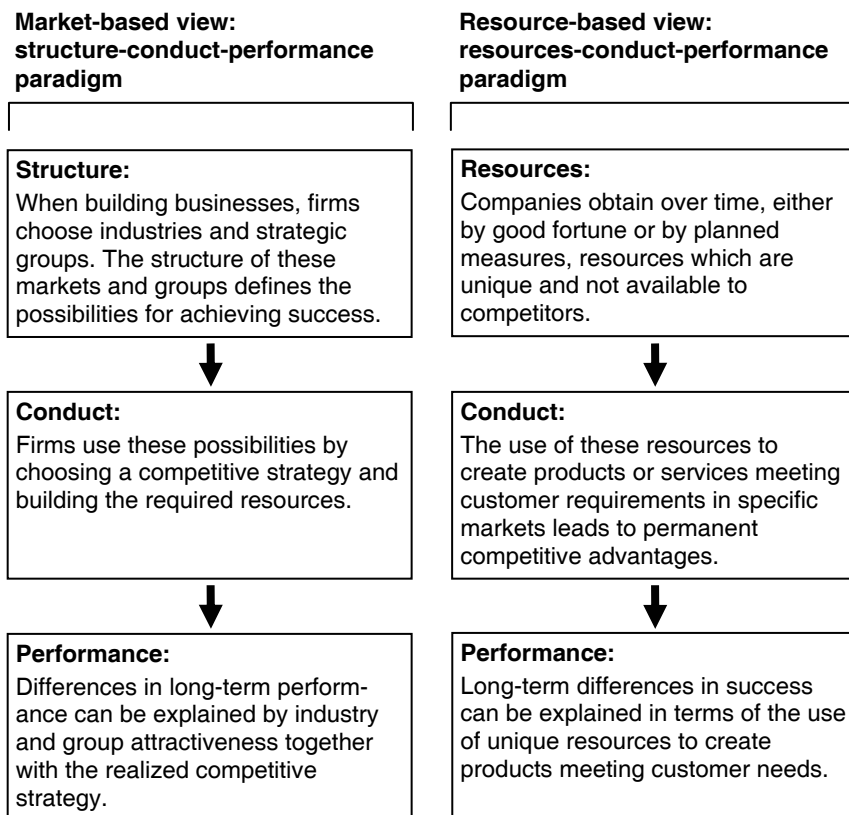 Market-based view:
structure-conduct-performance
paradigm
Structure:
When building businesses, firms
choose industries and strategic
groups. The structure of these
markets and groups defines the
possibilities for achieving success.
Conduct:
Firms use these possibilities by
choosing a competitive strategy and
building the required resources.
Performance:
Differences in long-term perform-
ance can be explained by industry
and group attractiveness together
with the realized competitive
strategy.
Resource-based view:
resources-conduct-performance
paradigm
Resources:
Companies obtain over time, either
by good fortune or by planned
measures, resources which are
unique and not available to
competitors.
Conduct:
The use of these resources to
create products or services meeting
customer requirements in specific
markets leads to permanent
competitive advantages.
Performance:
Long-term differences in success
can be explained in terms of the use
of unique resources to create
products meeting customer needs.